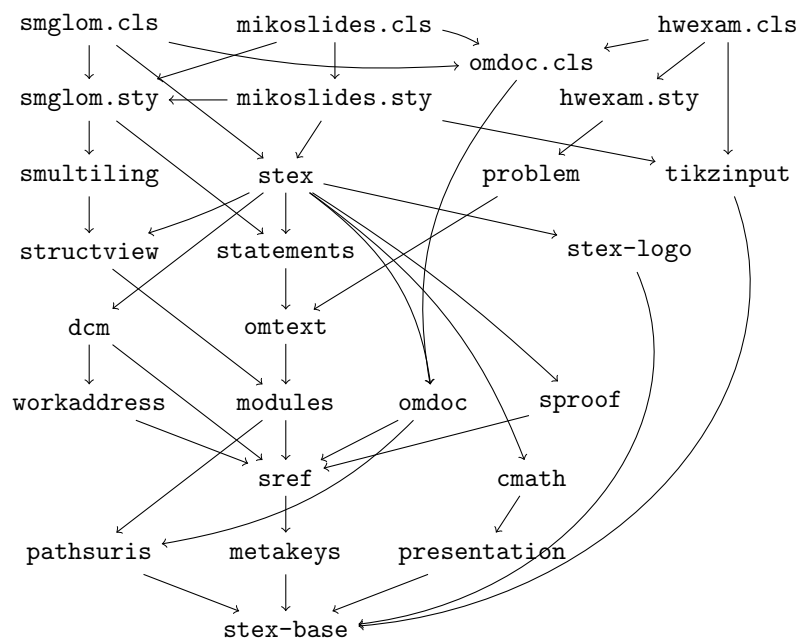 smglom.cls mikoslides.cls hwexam.cls
omdoc.cls
smglom.sty mikoslides.sty hwexam.sty
smultiling stex problem tikzinput
structview statements stex-logo
dcm omtext
workaddress modules omdoc sproof
sref cmath
pathsuris metakeys presentation
stex-base